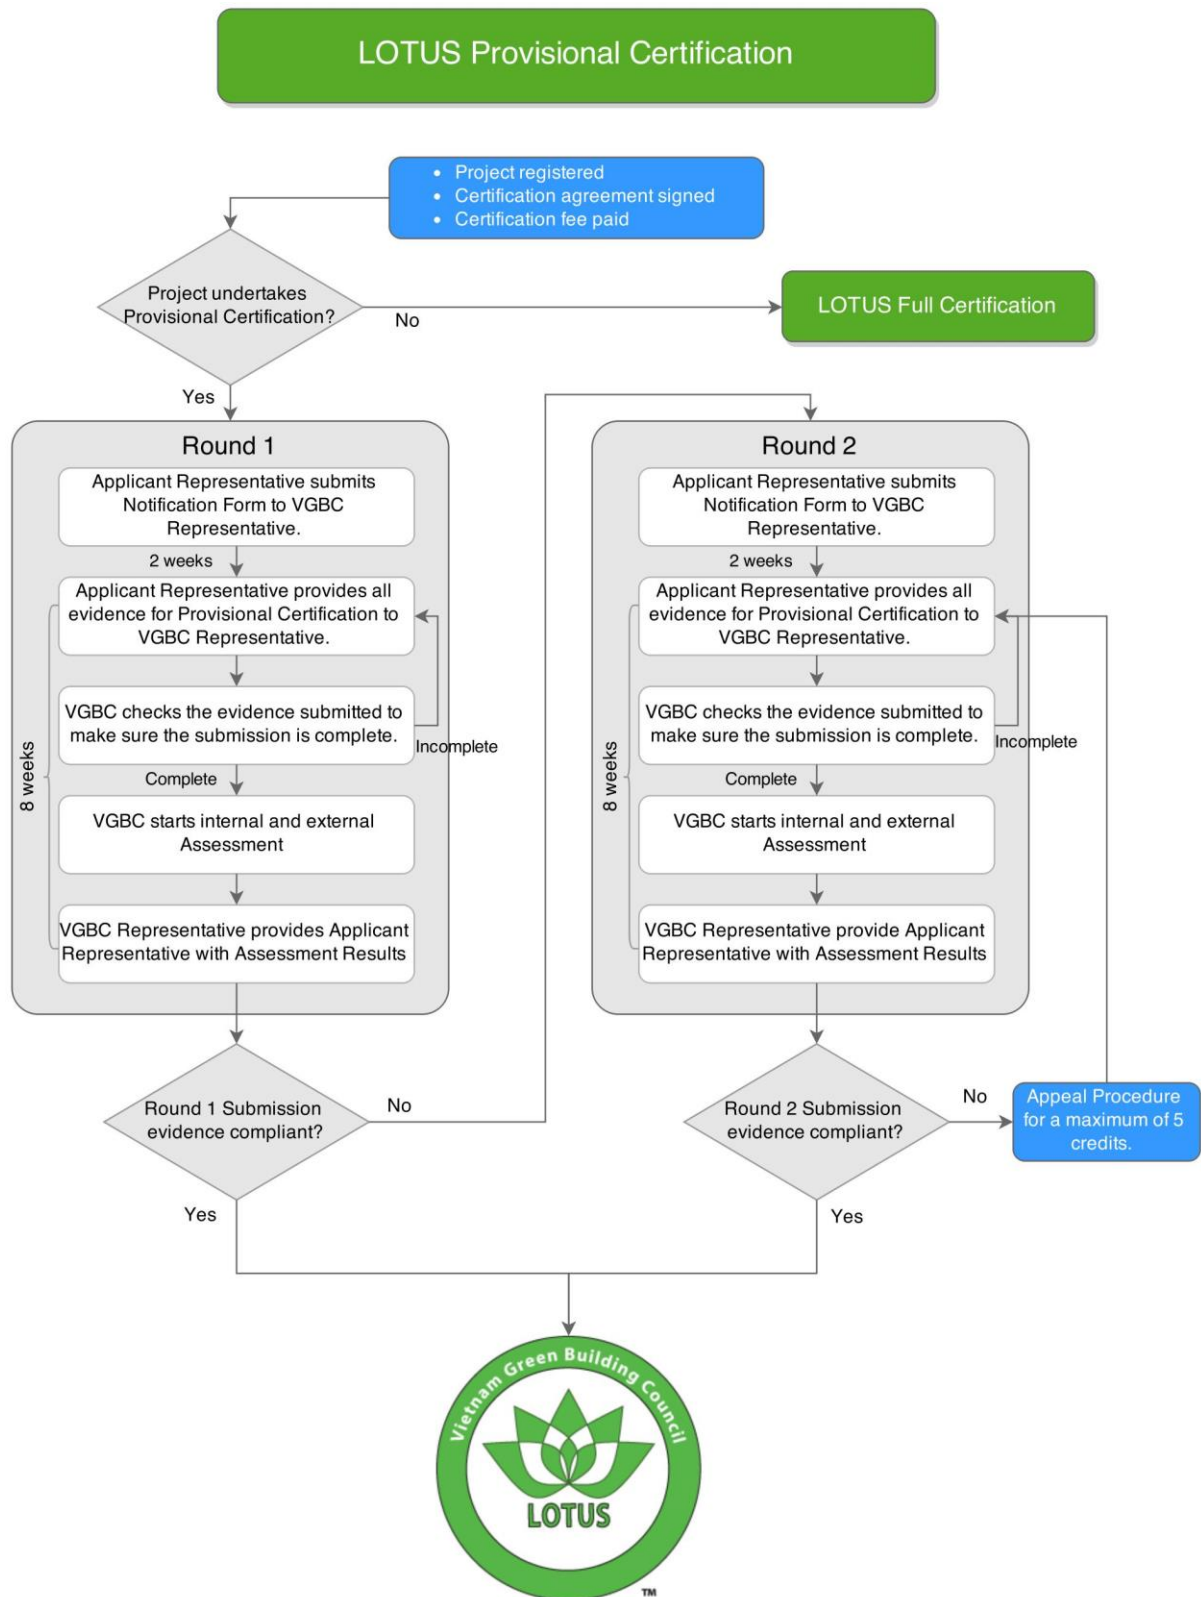 LOTUS Provisional Certification
• Project registered
• Certification agreement signed
• Certification fee paid
Project undertakes
Provisional Certification?
No
LOTUS Full Certification
Yes
Round 1
Applicant Representative submits
Notification Form to VGBC
Representative.
2 weeks
Applicant Representative provides all
evidence for Provisional Certification to
VGBC Representative.
VGBC checks the evidence submitted to
make sure the submission is complete.
Incomplete
8 weeks
Complete
VGBC starts internal and external
Assessment
VGBC Representative provides Applicant
Representative with Assessment Results
Round 1 Submission
evidence compliant?
No
Yes
Round 2
Applicant Representative submits
Notification Form to VGBC
Representative.
2 weeks
Applicant Representative provides all
evidence for Provisional Certification to
VGBC Representative.
VGBC checks the evidence submitted to
make sure the submission is complete.
Incomplete
8 weeks
Complete
VGBC starts internal and external
Assessment
VGBC Representative provide Applicant
Representative with Assessment Results
Round 2 Submission
evidence compliant?
No
Appeal Procedure
for a maximum of 5
credits.
Yes
Vietnam Green Building Council
LOTUS
TM